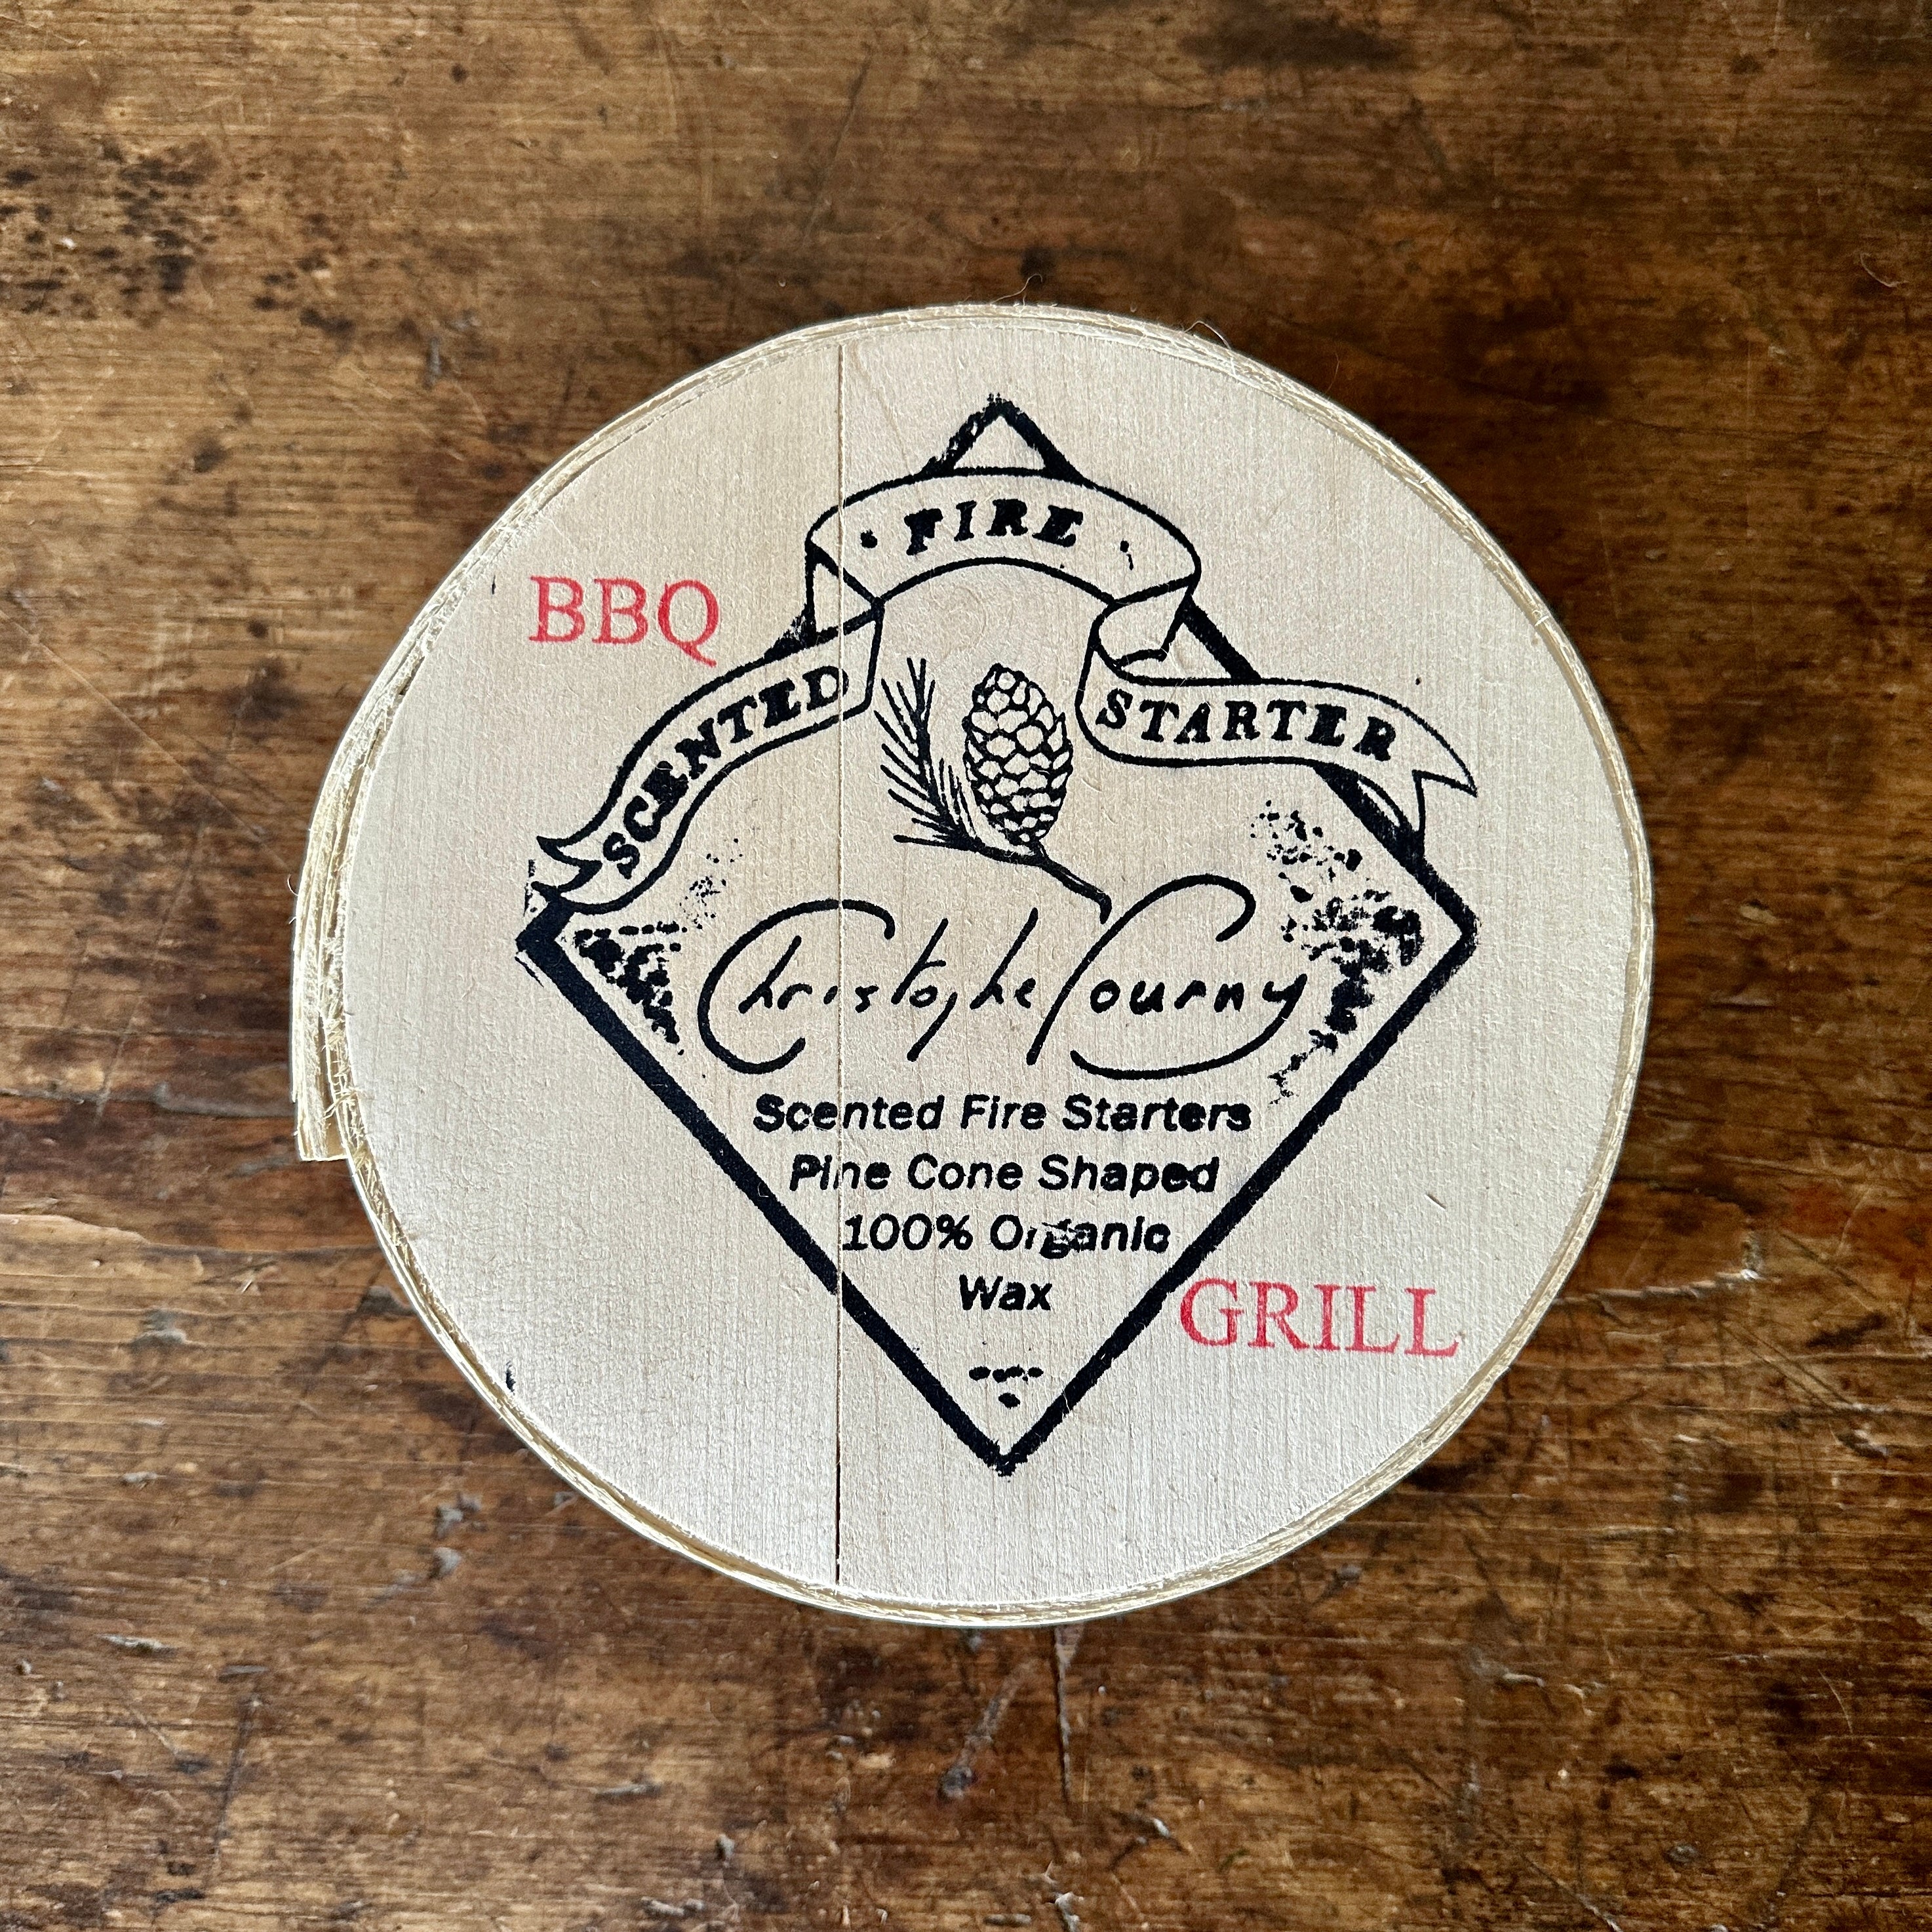 SCENTED · FIRE · STARTER
BBQ
Christophe Pourny
Scented Fire Starters
Pine Cone Shaped
100% Organic
Wax
GRILL